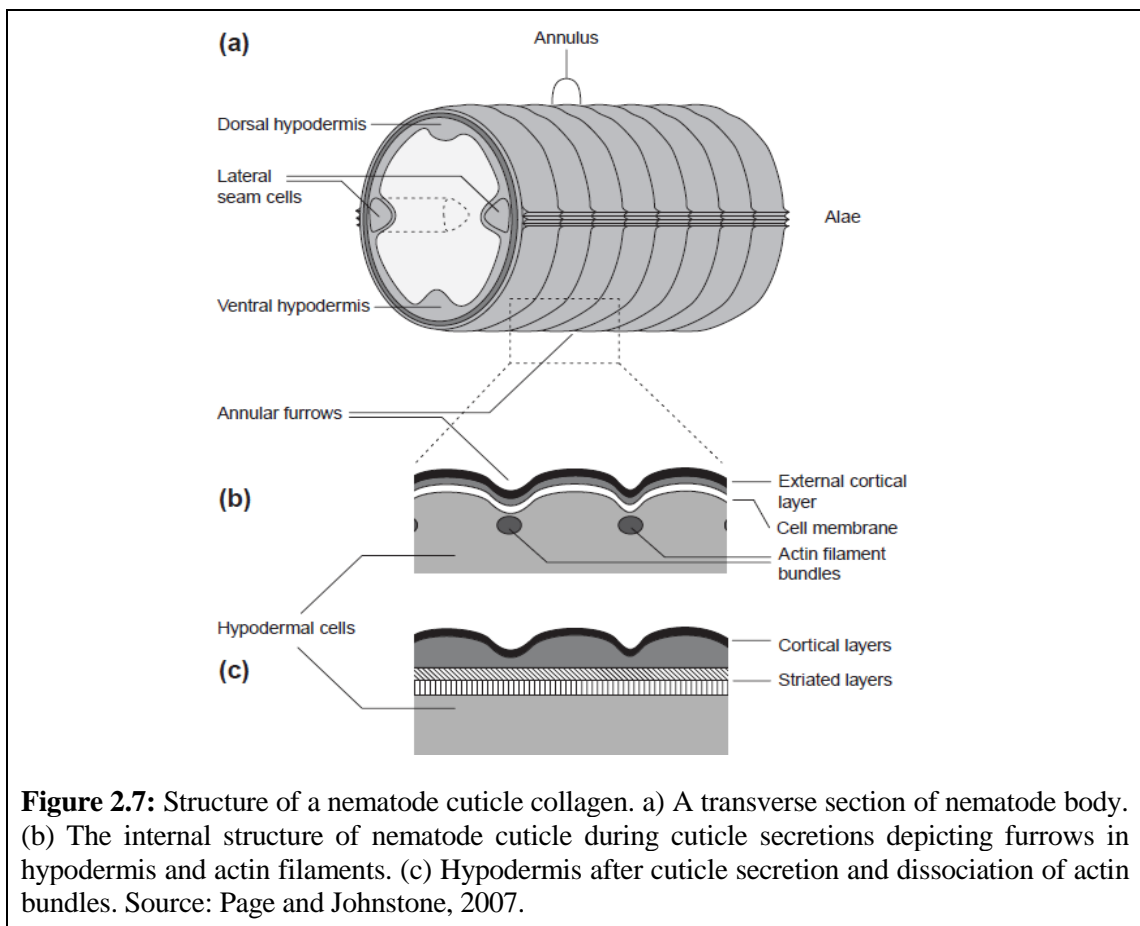 (a)
Annulus
Dorsal hypodermis
Lateral
seam cells
Alae
Ventral hypodermis
Annular furrows
(b)
External cortical
layer
Cell membrane
Actin filament
bundles
Hypodermal cells
(c)
Cortical layers
Striated layers
Figure 2.7: Structure of a nematode cuticle collagen. a) A transverse section of nematode body.
(b) The internal structure of nematode cuticle during cuticle secretions depicting furrows in
hypodermis and actin filaments. (c) Hypodermis after cuticle secretion and dissociation of actin
bundles. Source: Page and Johnstone, 2007.